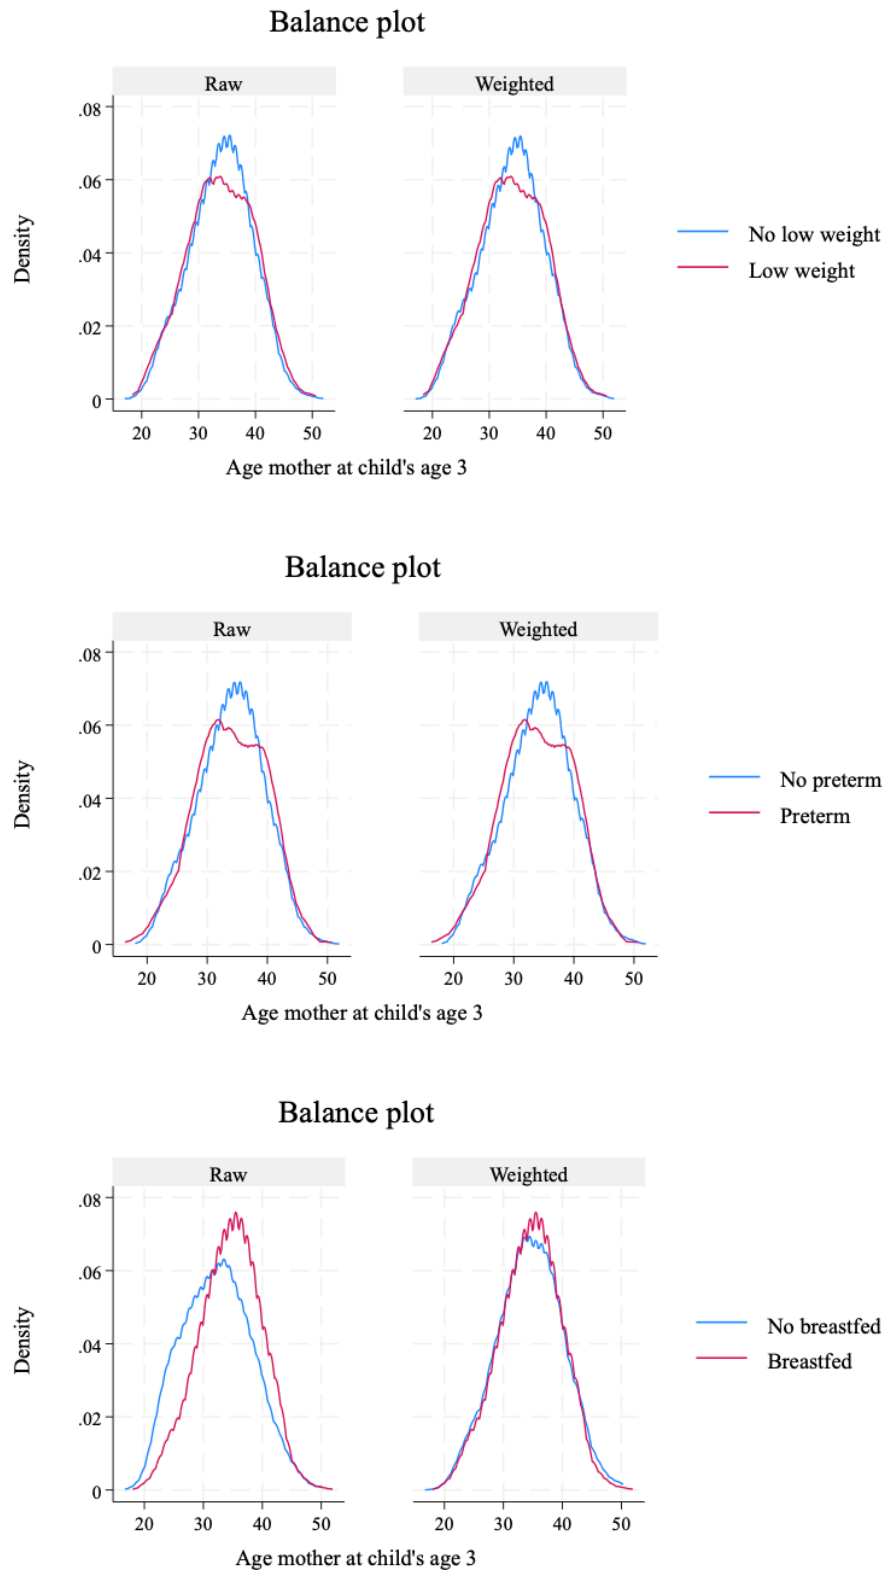 Balance plot
Raw
Weighted
.08
.06
.04
.02
0
Density
20 30 40 50
20 30 40 50
Age mother at child's age 3
No low weight
Low weight
Balance plot
Raw
Weighted
.08
.06
.04
.02
0
Density
20 30 40 50
20 30 40 50
Age mother at child's age 3
No preterm
Preterm
Balance plot
Raw
Weighted
.08
.06
.04
.02
0
Density
20 30 40 50
20 30 40 50
Age mother at child's age 3
No breastfed
Breastfed